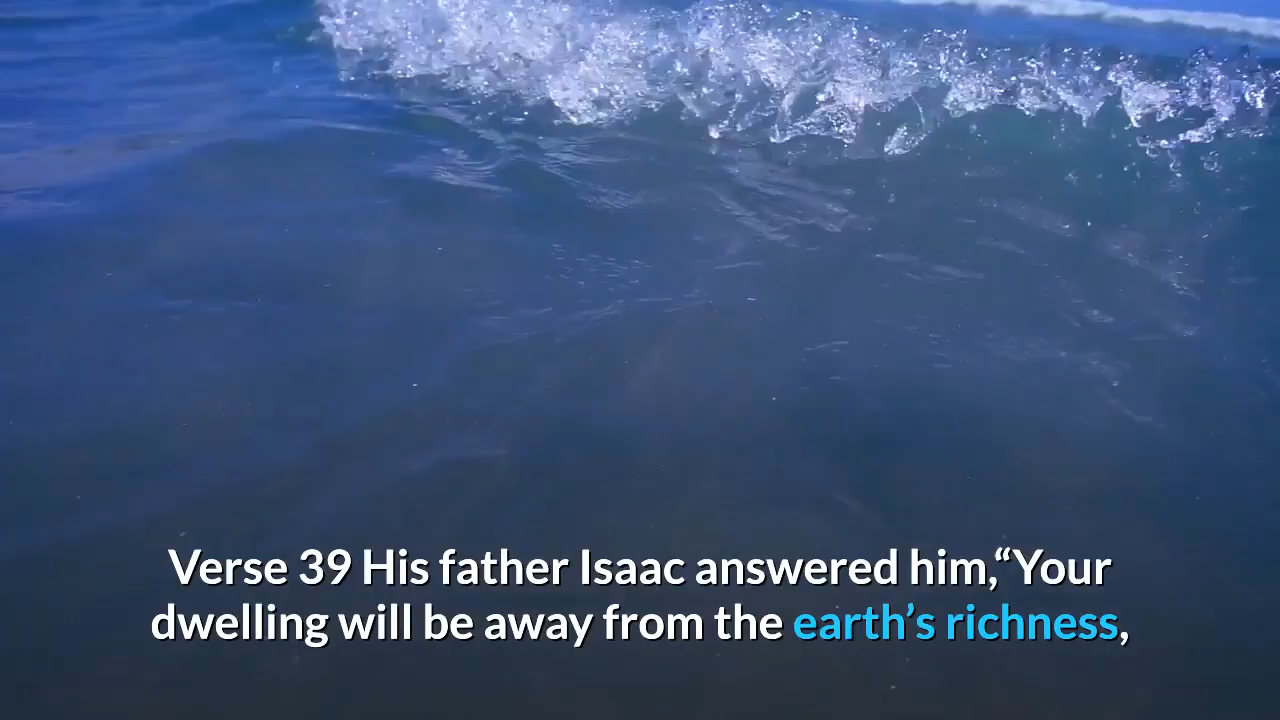 Verse 39 His father Isaac answered him,“Your
dwelling will be away from the earth’s richness,